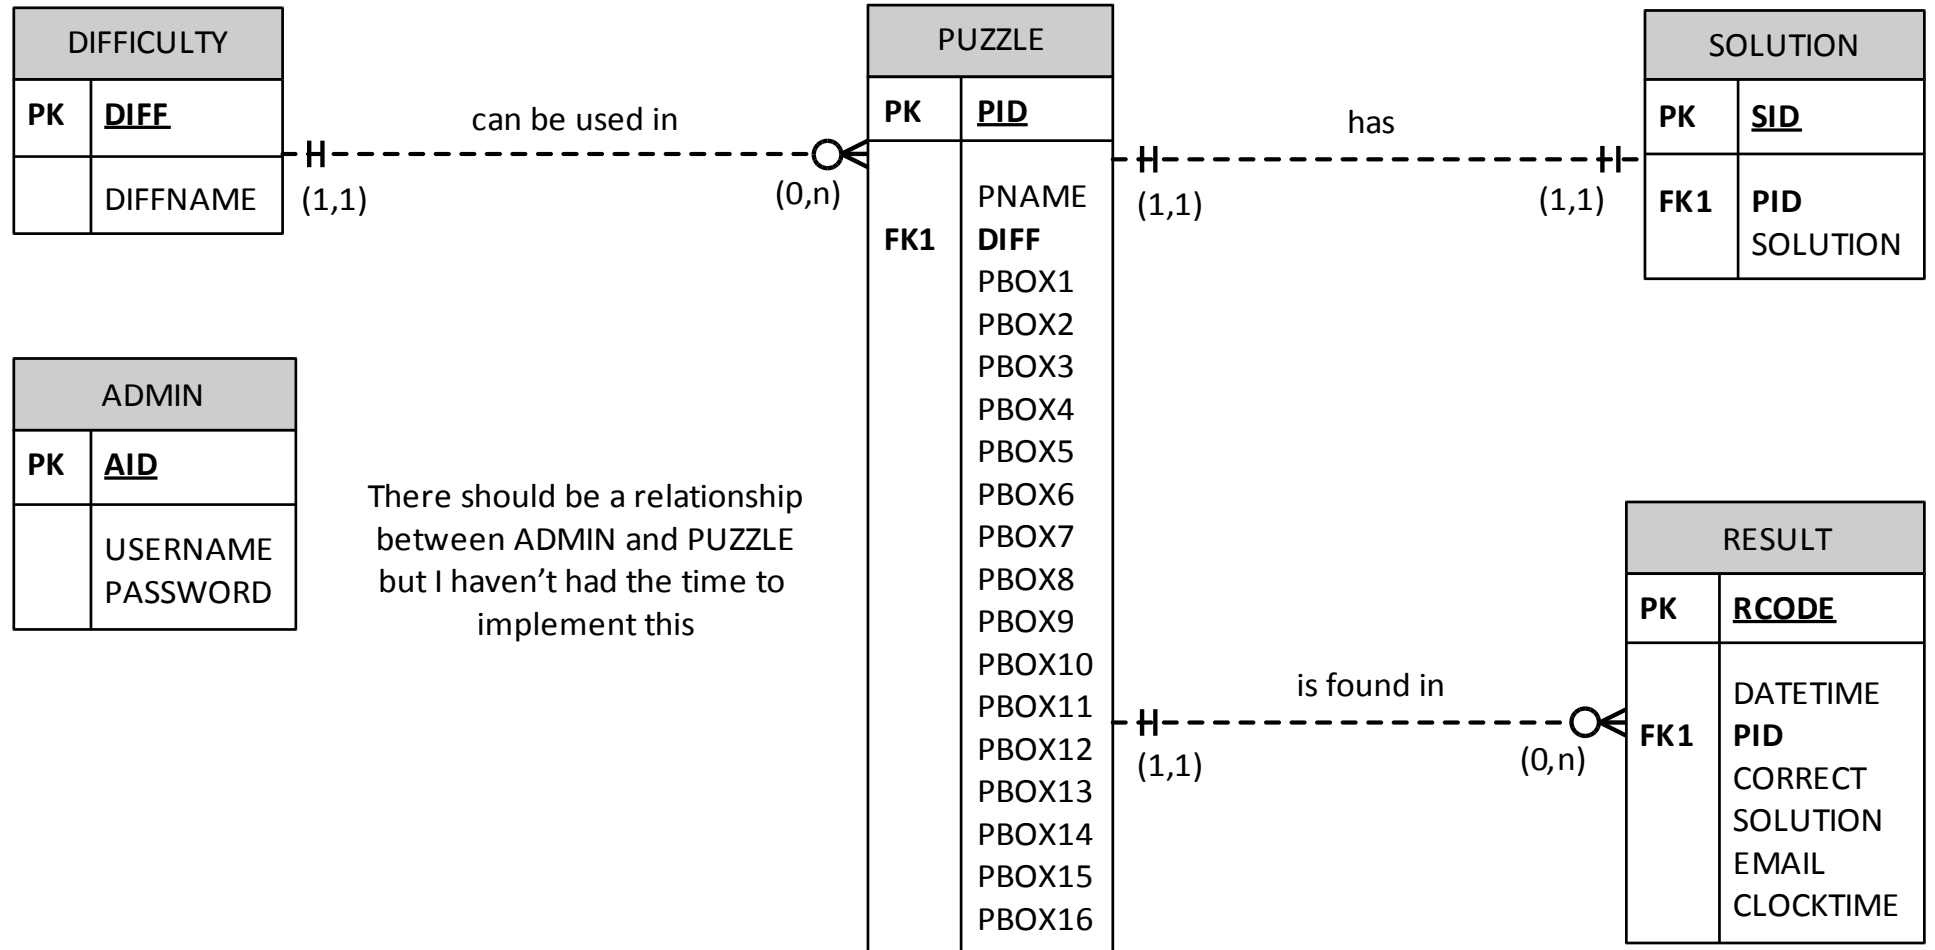 DIFFICULTY
PK DIFF
DIFFNAME
can be used in
(1,1)
(0,n)
PUZZLE
PK PID
PNAME
FK1 DIFF
PBOX1
PBOX2
PBOX3
PBOX4
PBOX5
PBOX6
PBOX7
PBOX8
PBOX9
PBOX10
PBOX11
PBOX12
PBOX13
PBOX14
PBOX15
PBOX16
has
(1,1)
(1,1)
SOLUTION
PK SID
FK1 PID
SOLUTION
ADMIN
PK AID
USERNAME
PASSWORD
There should be a relationship
between ADMIN and PUZZLE
but I haven’t had the time to
implement this
is found in
(1,1)
(0,n)
RESULT
PK RCODE
DATETIME
FK1 PID
CORRECT
SOLUTION
EMAIL
CLOCKTIME